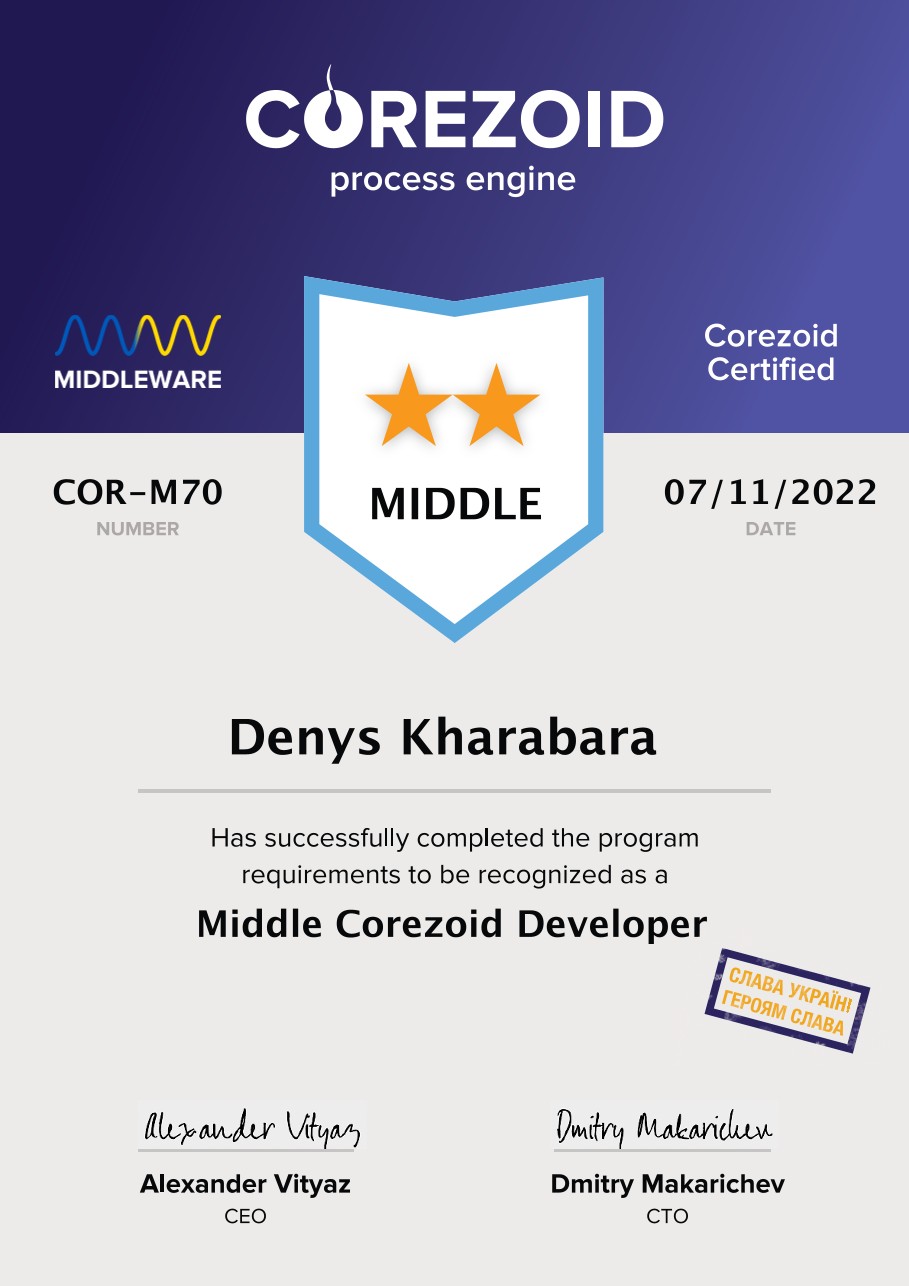 COREZOID
process engine
MIDDLEWARE
Corezoid
Certified
MIDDLE
COR-M70
NUMBER
07/11/2022
DATE
Denys Kharabara
Has successfully completed the program
requirements to be recognized as a
Middle Corezoid Developer
СЛАВА УКРАЇНІ
ГЕРОЯМ СЛАВА
Alexander Vityaz
Dmitry Makarichev
Alexander Vityaz
CEO
Dmitry Makarichev
CTO